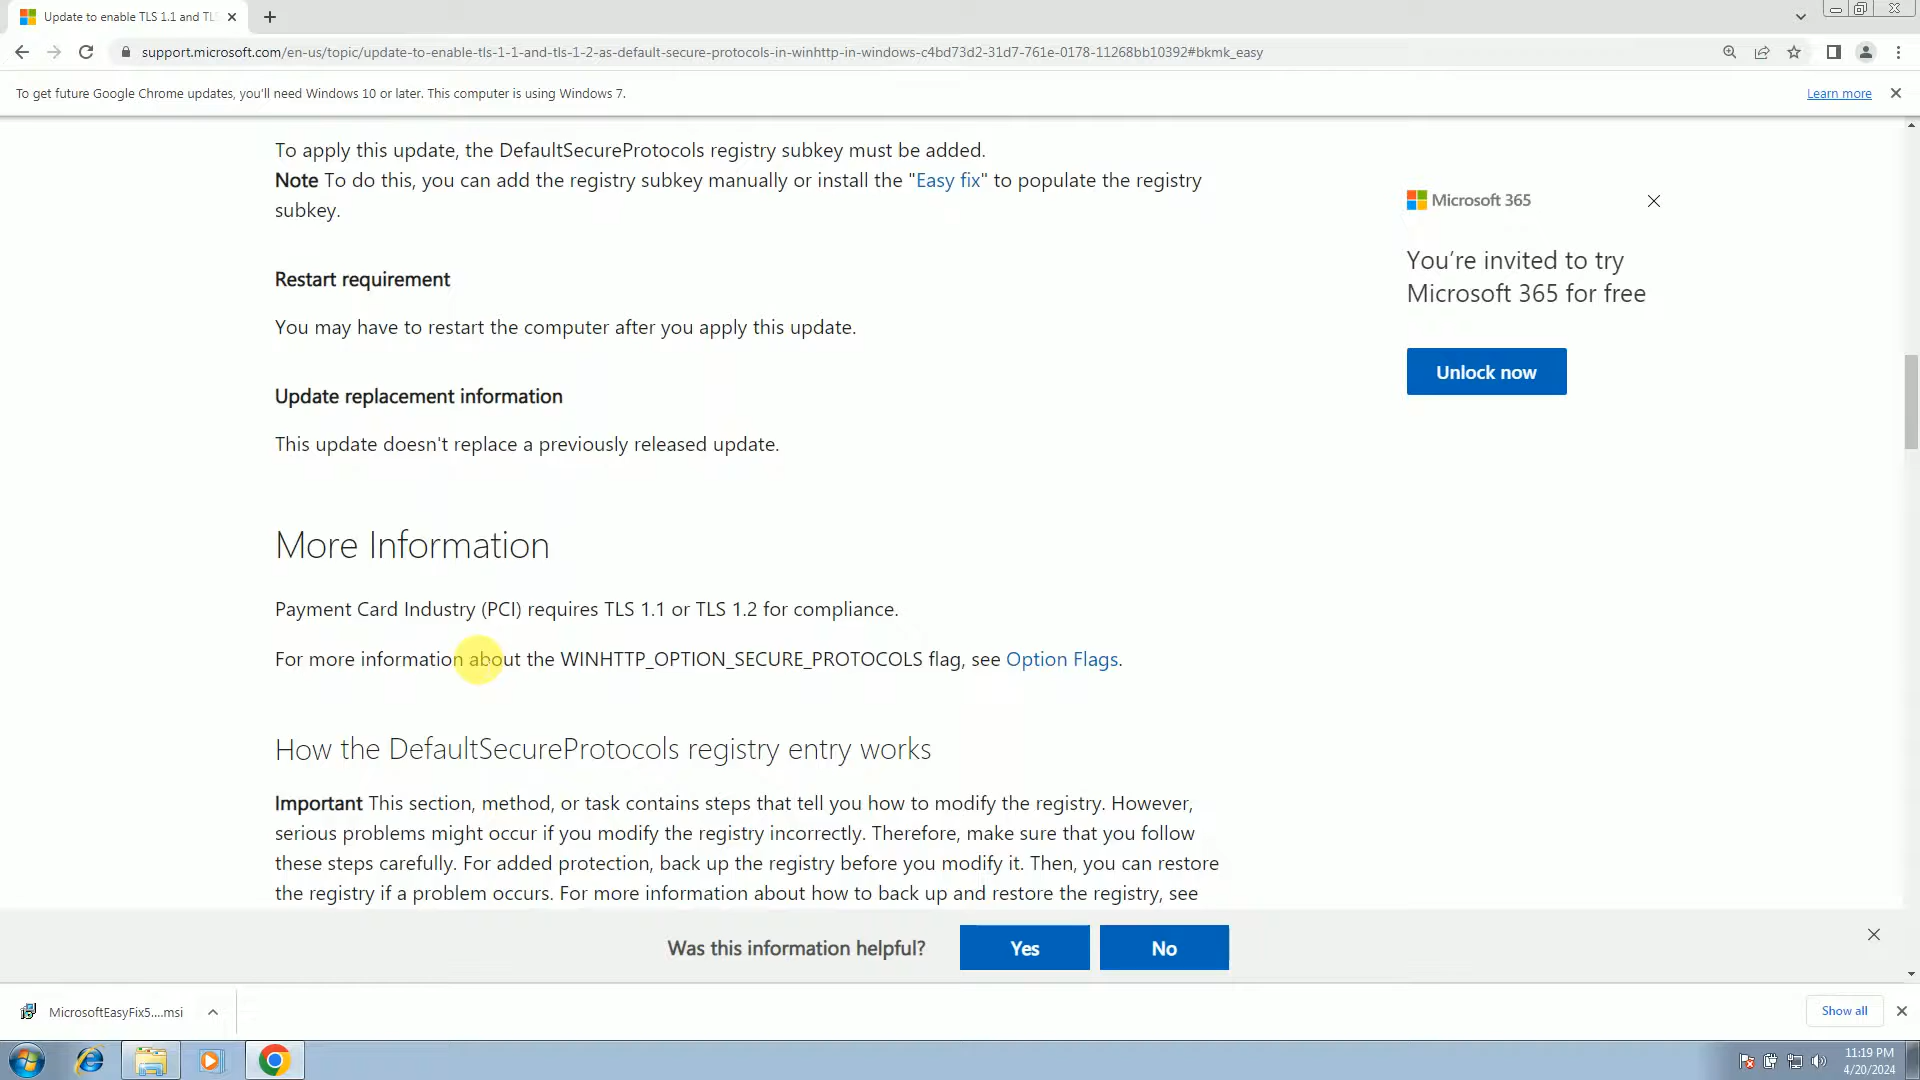 Update to enable TLS 1.1 and TLS
support.microsoft.com/en-us/topic/update-to-enable-tls-1-1-and-tls-1-2-as-default-secure-protocols-in-winhttp-in-windows-c4bd73d2-31d7-761e-0178-11268bb10392#bkmk_easy
To get future Google Chrome updates, you'll need Windows 10 or later. This computer is using Windows 7.
Learn more
To apply this update, the DefaultSecureProtocols registry subkey must be added.
Note To do this, you can add the registry subkey manually or install the "Easy fix" to populate the registry
subkey.
Microsoft 365
You're invited to try
Microsoft 365 for free
Unlock now
Restart requirement
You may have to restart the computer after you apply this update.
Update replacement information
This update doesn't replace a previously released update.
More Information
Payment Card Industry (PCI) requires TLS 1.1 or TLS 1.2 for compliance.
For more information about the WINHTTP_OPTION_SECURE_PROTOCOLS flag, see Option Flags.
How the DefaultSecureProtocols registry entry works
Important This section, method, or task contains steps that tell you how to modify the registry. However,
serious problems might occur if you modify the registry incorrectly. Therefore, make sure that you follow
these steps carefully. For added protection, back up the registry before you modify it. Then, you can restore
the registry if a problem occurs. For more information about how to back up and restore the registry, see
Was this information helpful?
Yes
No
MicrosoftEasyFix5....msi
Show all
11:19 PM
4/20/2024